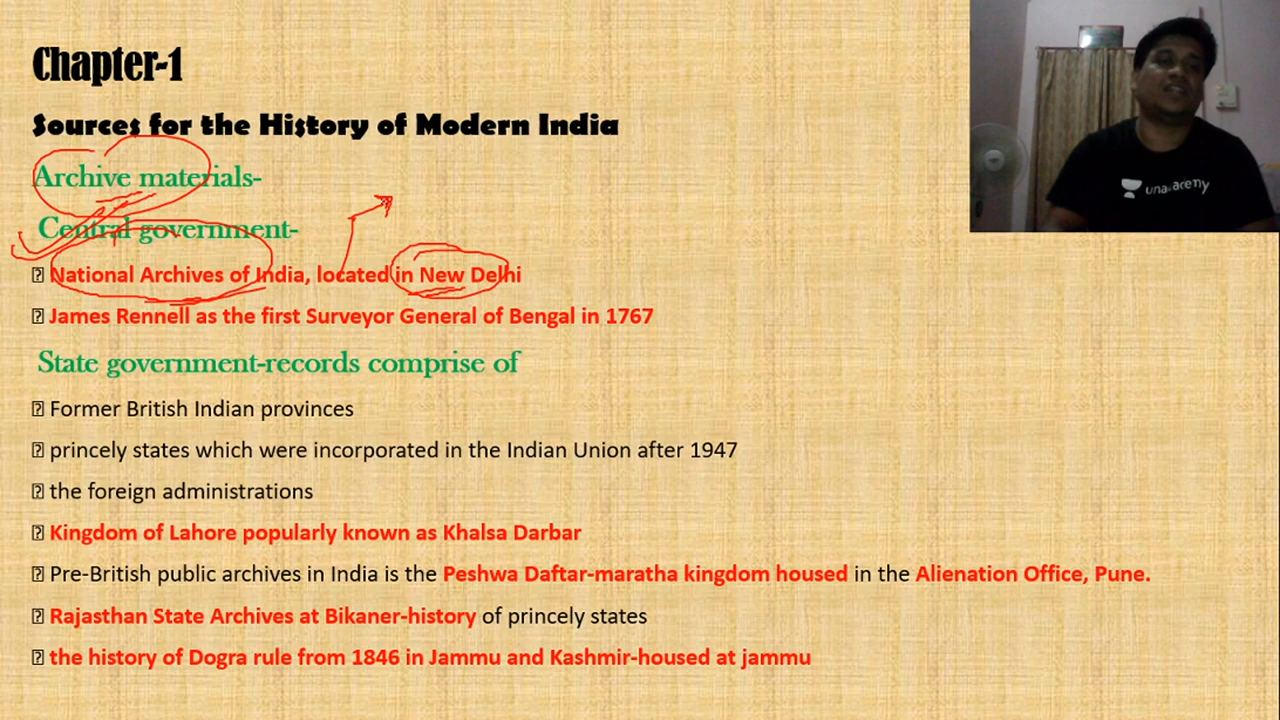 Chapter-1
Sources for the History of Modern India
Archive materials-
Central government-
National Archives of India, located in New Delhi
James Rennell as the first Surveyor General of Bengal in 1767
State government-records comprise of
Former British Indian provinces
princely states which were incorporated in the Indian Union after 1947
the foreign administrations
Kingdom of Lahore popularly known as Khalsa Darbar
Pre-British public archives in India is the Peshwa Daftar-maratha kingdom housed in the Alienation Office, Pune.
Rajasthan State Archives at Bikaner-history of princely states
the history of Dogra rule from 1846 in Jammu and Kashmir-housed at jammu